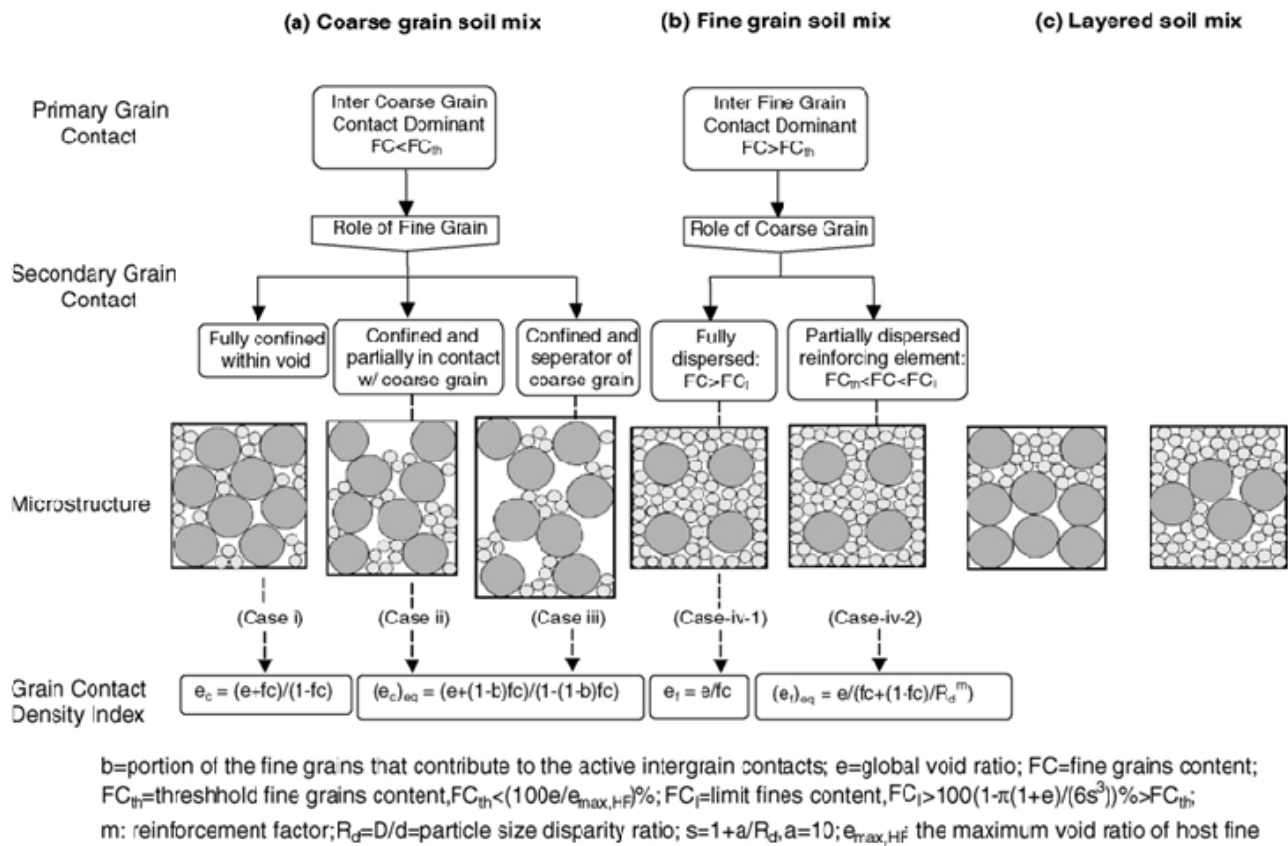 (a) Coarse grain soil mix
(b) Fine grain soil mix
(c) Layered soil mix
Primary Grain
Contact
Inter Coarse Grain
Contact Dominant
FC<FCth
Inter Fine Grain
Contact Dominant
FC>FCth
Role of Fine Grain
Role of Coarse Grain
Secondary Grain
Contact
Fully confined
within void
Confined and
partially in contact
w/ coarse grain
Confined and
seperator of
coarse grain
Fully
dispersed:
FC>FCl
Partially dispersed
reinforcing element:
FCth<FC<FCl
Microstructure
(Case i)
(Case ii)
(Case iii)
(Case-iv-1)
(Case-iv-2)
Grain Contact
Density Index
ec = (e+fc)/(1-fc)
(ec)eq = (e+(1-b)fc)/(1-(1-b)fc)
ef = e/fc
(ef)eq = e/(fc+(1-fc)/Rd^m)
b=portion of the fine grains that contribute to the active intergrain contacts; e=global void ratio; FC=fine grains content;
FCth=threshhold fine grains content,FCth<(100e/emax,HF)%; FCl=limit fines content,FCl>100(1-π(1+e)/(6s³))%>FCth;
m: reinforcement factor;Rd=D/d=particle size disparity ratio; s=1+a/Rd,a=10; emax,HF: the maximum void ratio of host fine